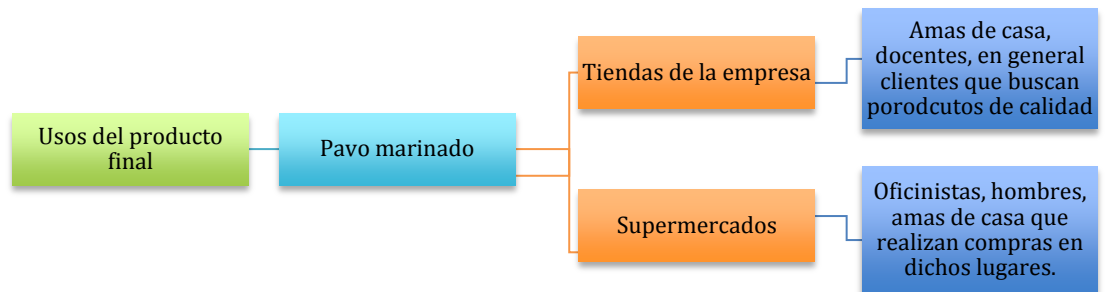 Usos del producto
final
Pavo marinado
Tiendas de la empresa
Amas de casa,
docentes, en general
clientes que buscan
porodcutos de calidad
Supermercados
Oficinistas, hombres,
amas de casa que
realizan compras en
dichos lugares.